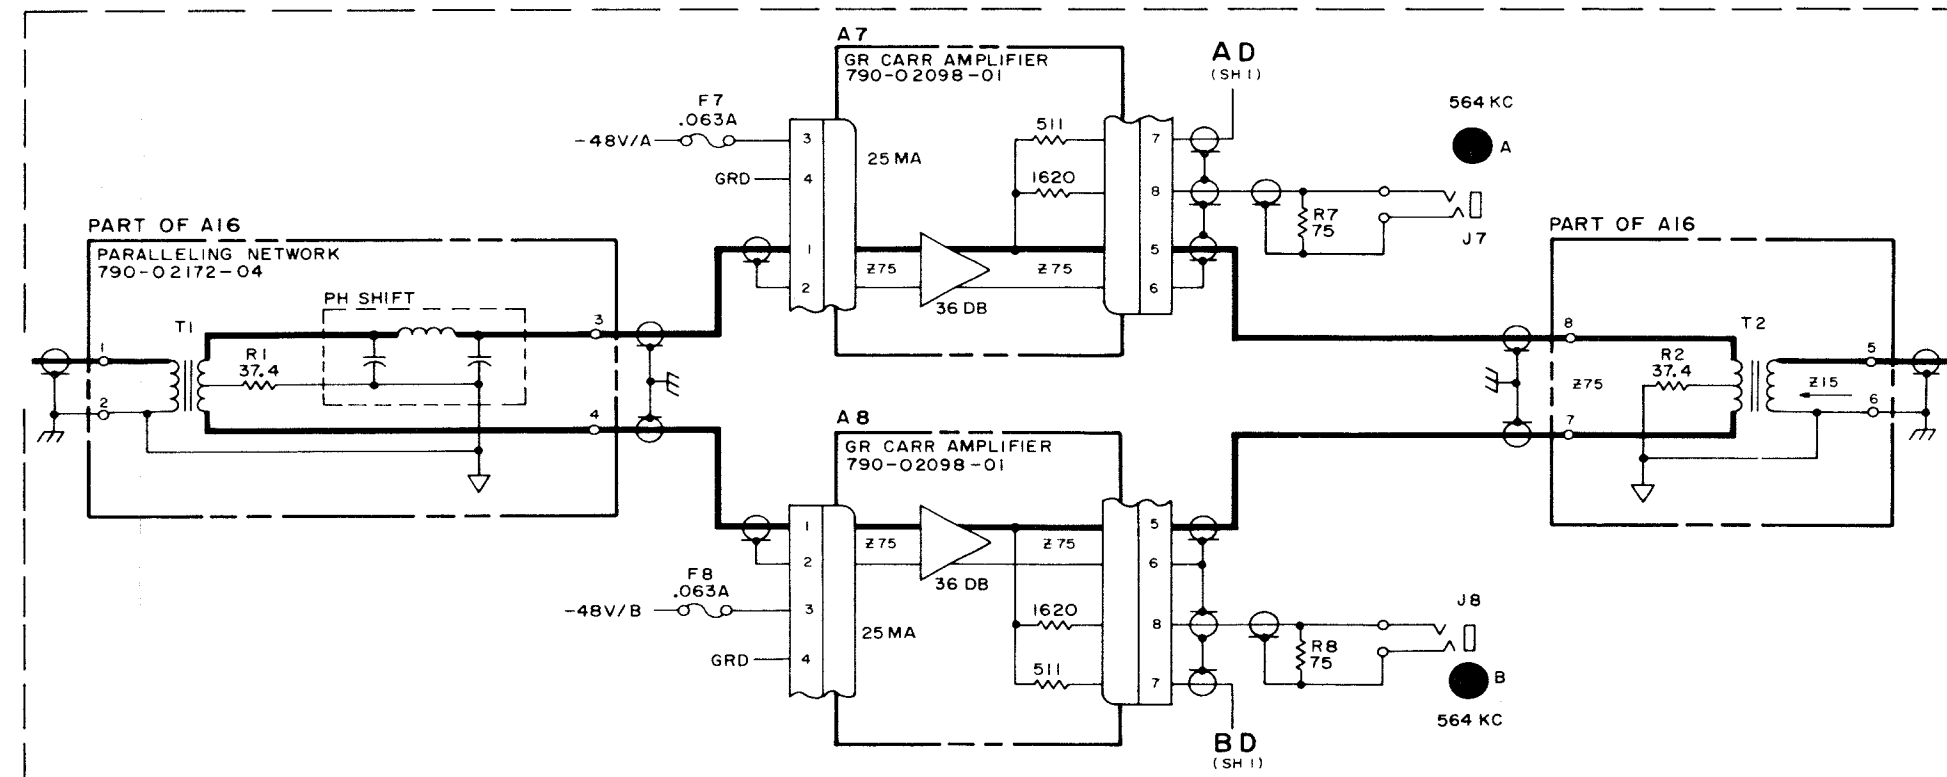 A7
GR CARR AMPLIFIER
790-02098-01
AD
(SH 1)
F7
.063A
-48V/A
3
25 MA
511
7
564 KC
A
GRD
4
1620
8
R7
75
J7
1
5
2
Z75
36 DB
Z75
6
PART OF A16
PARALLELING NETWORK
790-02172-04
PH SHIFT
T1
1
2
R1
37.4
3
4
PART OF A16
8
T2
R2
37.4
Z75
7
Z15
5
6
A8
GR CARR AMPLIFIER
790-02098-01
1
Z75
36 DB
Z75
5
2
6
F8
.063A
-48V/B
3
25 MA
1620
8
R8
75
J8
B
564 KC
GRD
4
511
7
BD
(SH 1)